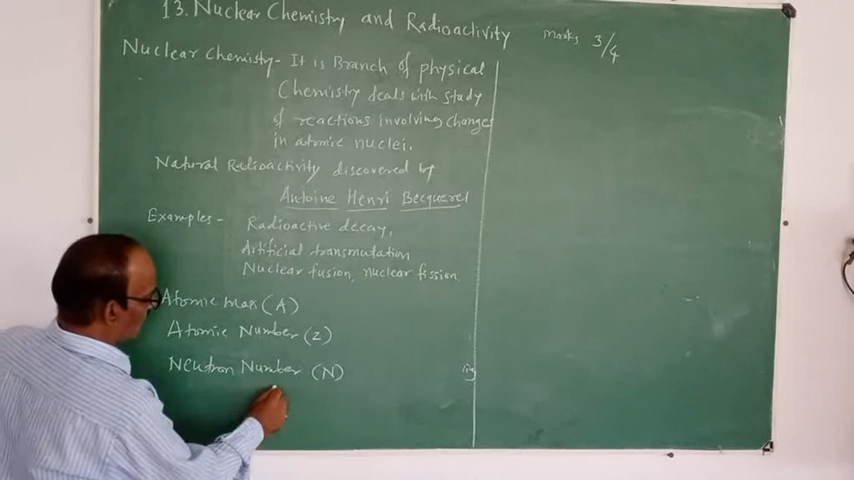 13. Nuclear Chemistry and Radioactivity
Marks 3/4
Nuclear Chemistry - It is Branch of physical
Chemistry deals with study
of reactions involving changes
in atomic nuclei.
Natural Radioactivity discovered by
Antoine Henri Becquerel
Examples - Radioactive decay,
Artificial transmutation
Nuclear fusion, nuclear fission.
Atomic mass (A)
Atomic Number (Z)
Neutron Number (N)